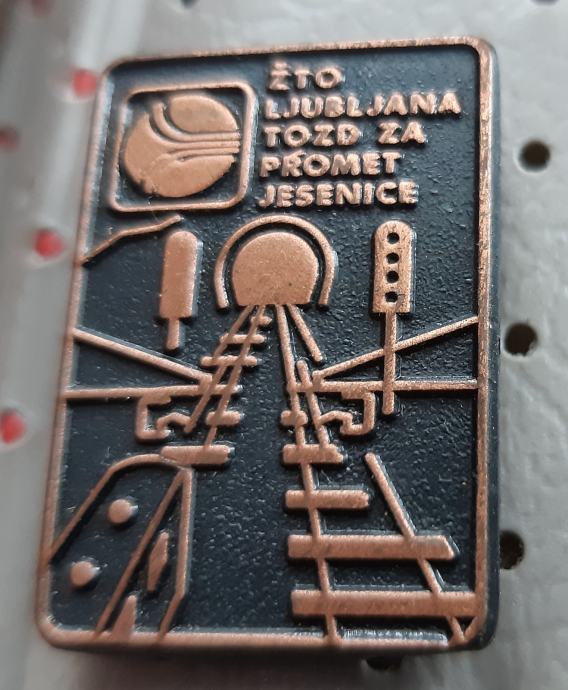 ŽTO
LJUBLJANA
TOZD ZA
PROMET
JESENICE